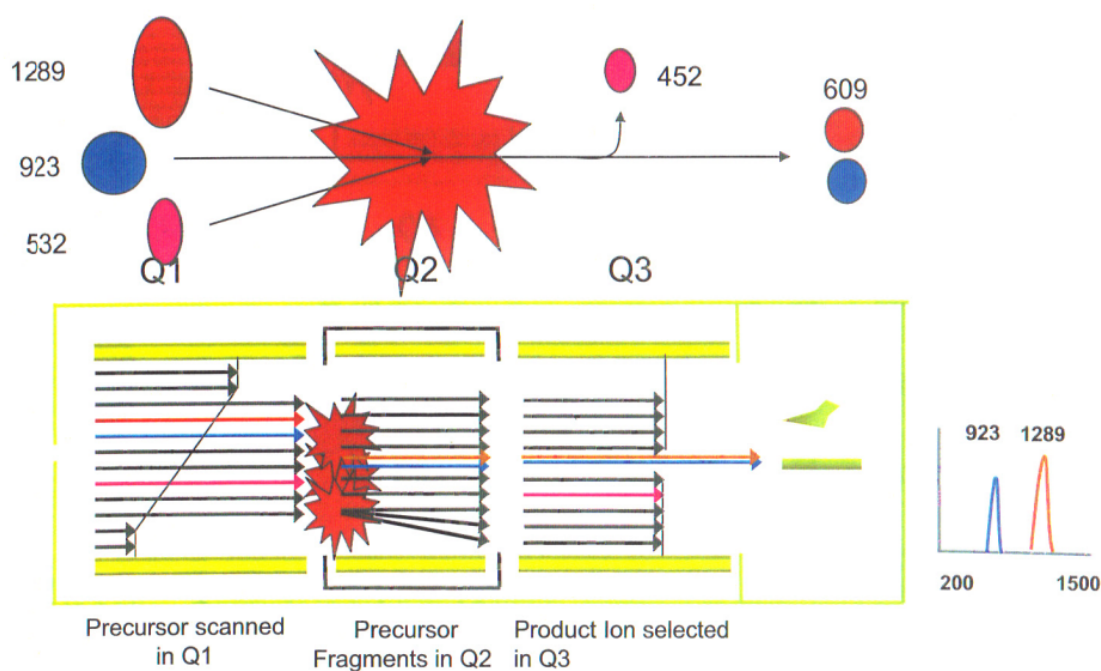 1289
452
609
923
532
Q1
Q2
Q3
923
1289
200
1500
Precursor scanned
in Q1
Precursor
Fragments in Q2
Product Ion selected
in Q3